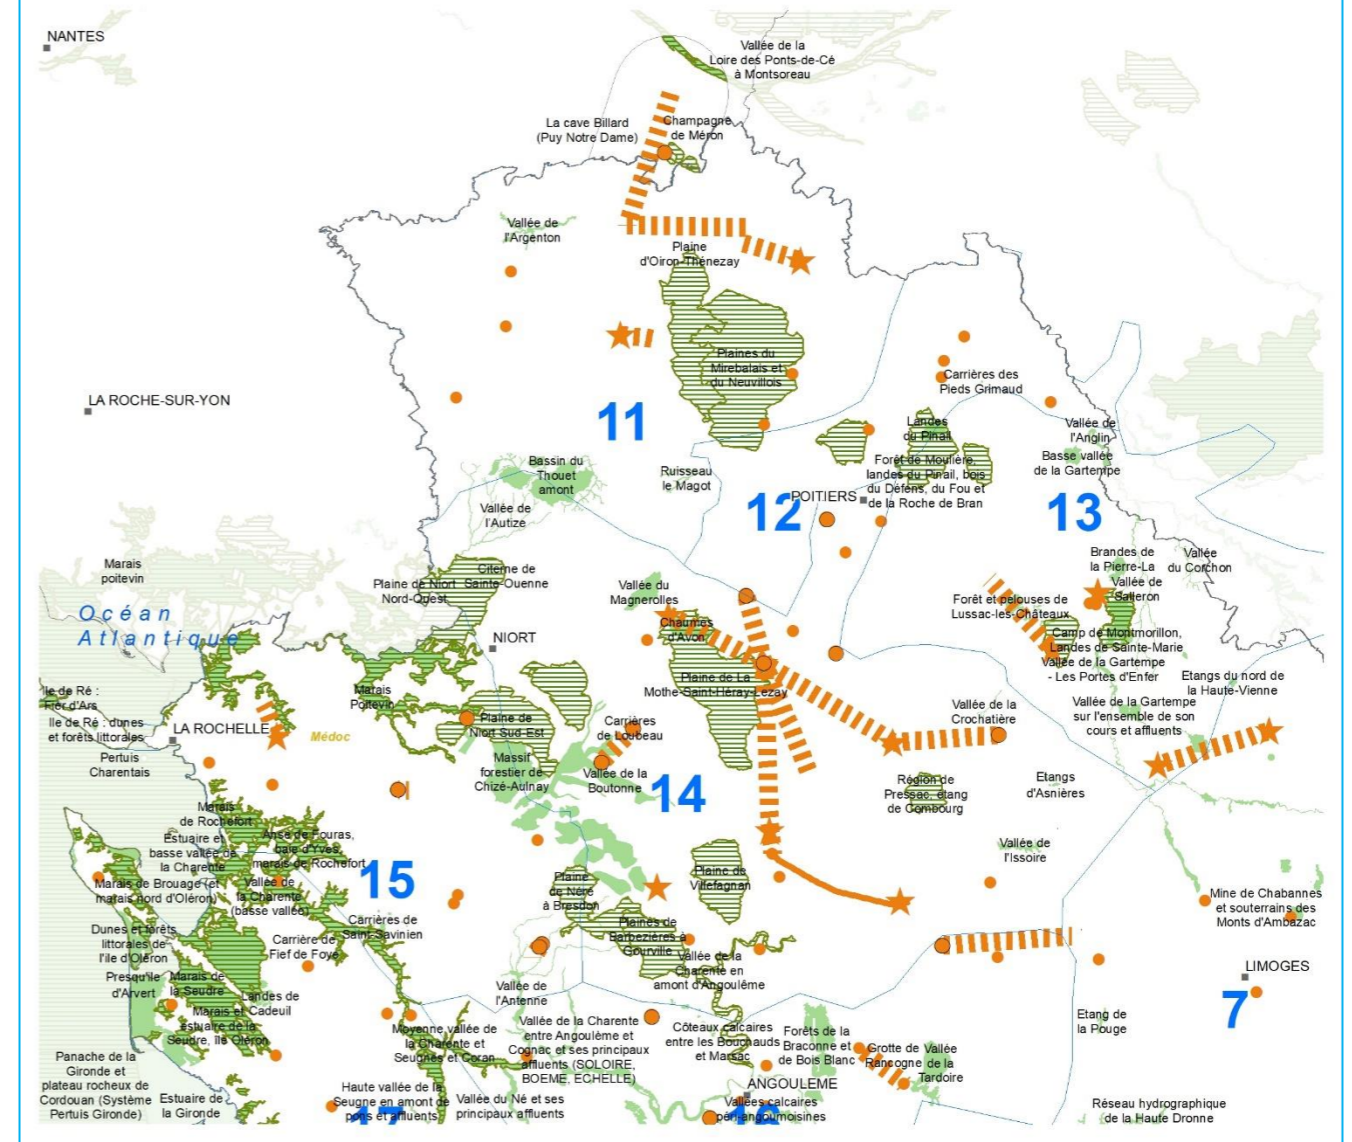 NANTES
Vallée de la
Loire des Ponts-de-Cé
à Montsoreau
La cave Billard
(Puy Notre Dame)
Champagne
de Méron
Vallée de
l'Argenton
Plaine
d'Oiron-Thénezay
Plaines du
Mirebalais et
du Neuvillois
Carrières des
Pieds Grimaud
LA ROCHE-SUR-YON
11
Landes
du Pinail
Vallée de
l'Anglin
Basse vallée
de la Gartempe
Bassin du
Thouet
amont
Ruisseau
le Magot
Forêt de Moulière,
landes du Pinail, bois
du Défens, du Fou et
de la Roche de Bran
Vallée de
l'Autize
12
POITIERS
13
Marais
poitevin
Brandes de
la Pierre-La
Vallée
du Corchon
Vallée de
Salleron
Plaine de Niort
Nord-Ouest
Citerne de
Sainte-Ouenne
Vallée du
Magnerolles
Forêt et pelouses de
Lussac-les-Châteaux
Océan
Atlantique
NIORT
Chaumes
d'Avon
Camp de Montmorillon,
Landes de Sainte-Marie
Vallée de la Gartempe
- Les Portes d'Enfer
Etangs du nord de
la Haute-Vienne
Ile de Ré :
Fier d'Ars
Marais
Poitevin
Plaine de La
Mothe-Saint-Héray-Lezay
Ile de Ré : dunes
et forêts littorales
LA ROCHELLE
Médoc
Plaine de
Niort Sud-Est
Carrières
de Loubeau
Vallée de la
Crochatière
Vallée de la Gartempe
sur l'ensemble de son
cours et affluents
Pertuis
Charentais
Massif
forestier de
Chizé-Aulnay
Vallée de la
Boutonne
14
Région de
Pressac, étang
de Combourg
Etangs
d'Asnières
Marais
de Rochefort
Estuaire et
basse vallée de
la Charente
Anse de Fouras,
baie d'Yves,
marais de Rochefort
15
Vallée de
l'Issoire
Marais de Brouage (et
marais nord d'Oléron)
Vallée de
la Charente
(basse vallée)
Plaine
de Néré
à Bresdon
Plaine de
Villefagnan
Mine de Chabannes
et souterrains des
Monts d'Ambazac
Dunes et forêts
littorales de
l'île d'Oléron
Carrière de
Fief de Foye
Carrières de
Saint-Savinien
Plaines de
Barbezières à
Gourville
Vallée de la
Charente en
amont d'Angoulême
LIMOGES
7
Presqu'île
d'Arvert
Marais de
la Seudre
Landes de
Cadeuil
Marais et
estuaire de la
Seudre, île Oléron
Vallée de
l'Antenne
Moyenne vallée de
la Charente et
Seugnes et Coran
Vallée de la Charente
entre Angoulême et
Cognac et ses principaux
affluents (SOLOIRE,
BOEME, ECHELLE)
Côteaux calcaires
entre les Bouchauds
et Marsac
Forêts de la
Braconne et
de Bois Blanc
Grotte de
Rancogne
Vallée
de la
Tardoire
Etang de
la Pouge
Panache de la
Gironde et
plateau rocheux de
Cordouan (Système
Pertuis Gironde)
Estuaire de
la Gironde
Haute vallée de la
Seugne en amont de
pons et affluents
17
Vallée du Né et ses
principaux affluents
ANGOULEME
Vallées calcaires
péri-angoumoisines
16
Réseau hydrographique
de la Haute Dronne